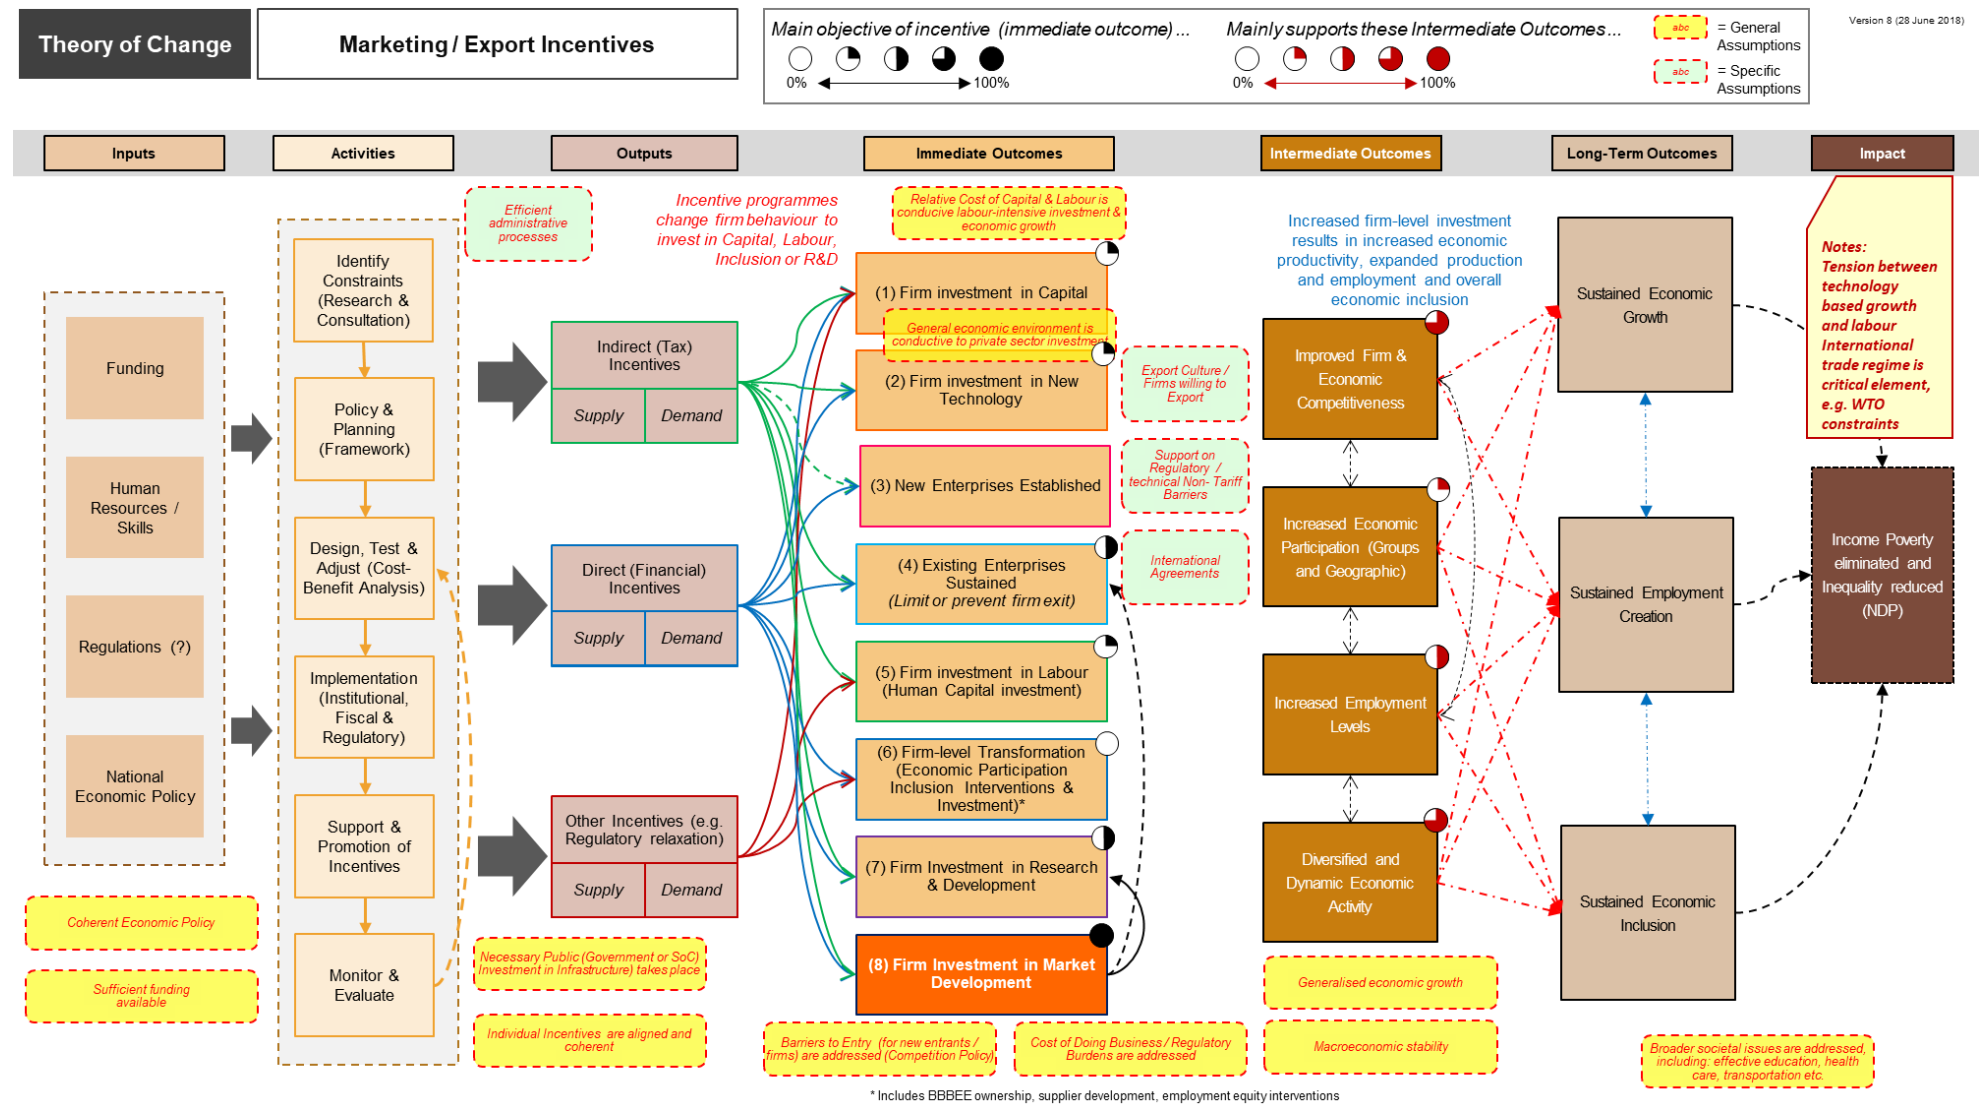 Theory of Change
Marketing / Export Incentives
Main objective of incentive (immediate outcome)...
0%
100%
Mainly supports these Intermediate Outcomes...
0%
100%
abc
= General
Assumptions
abc
= Specific
Assumptions
Version 8 (28 June 2018)
Inputs
Activities
Outputs
Immediate Outcomes
Intermediate Outcomes
Long-Term Outcomes
Impact
Funding
Human
Resources /
Skills
Regulations (?)
National
Economic Policy
Coherent Economic Policy
Sufficient funding
available
Identify
Constraints
(Research &
Consultation)
Policy &
Planning
(Framework)
Design, Test &
Adjust (Cost-
Benefit Analysis)
Implementation
(Institutional,
Fiscal &
Regulatory)
Support &
Promotion of
Incentives
Monitor &
Evaluate
Efficient
administrative
processes
Incentive programmes
change firm behaviour to
invest in Capital, Labour,
Inclusion or R&D
Indirect (Tax)
Incentives
Supply
Demand
Direct (Financial)
Incentives
Supply
Demand
Other Incentives (e.g.
Regulatory relaxation)
Supply
Demand
Necessary Public (Government or SoC)
Investment in Infrastructure) takes place
Individual Incentives are aligned and
coherent
Relative Cost of Capital & Labour is
conducive labour-intensive investment &
economic growth
(1) Firm investment in Capital
General economic environment is
conductive to private sector investment
(2) Firm investment in New
Technology
(3) New Enterprises Established
(4) Existing Enterprises
Sustained
(Limit or prevent firm exit)
(5) Firm investment in Labour
(Human Capital investment)
(6) Firm-level Transformation
(Economic Participation
Inclusion Interventions &
Investment)*
(7) Firm Investment in Research
& Development
(8) Firm Investment in Market
Development
Export Culture /
Firms willing to
Export
Support on
Regulatory /
technical Non- Tariff
Barriers
International
Agreements
Barriers to Entry (for new entrants /
firms) are addressed (Competition Policy)
Cost of Doing Business / Regulatory
Burdens are addressed
* Includes BBBEE ownership, supplier development, employment equity interventions
Increased firm-level investment
results in increased economic
productivity, expanded production
and employment and overall
economic inclusion
Improved Firm &
Economic
Competitiveness
Increased Economic
Participation (Groups
and Geographic)
Increased Employment
Levels
Diversified and
Dynamic Economic
Activity
Generalised economic growth
Macroeconomic stability
Sustained Economic
Growth
Sustained Employment
Creation
Sustained Economic
Inclusion
Broader societal issues are addressed,
including: effective education, health
care, transportation etc.
Notes:
Tension between
technology
based growth
and labour
International
trade regime is
critical element,
e.g. WTO
constraints
Income Poverty
eliminated and
Inequality reduced
(NDP)